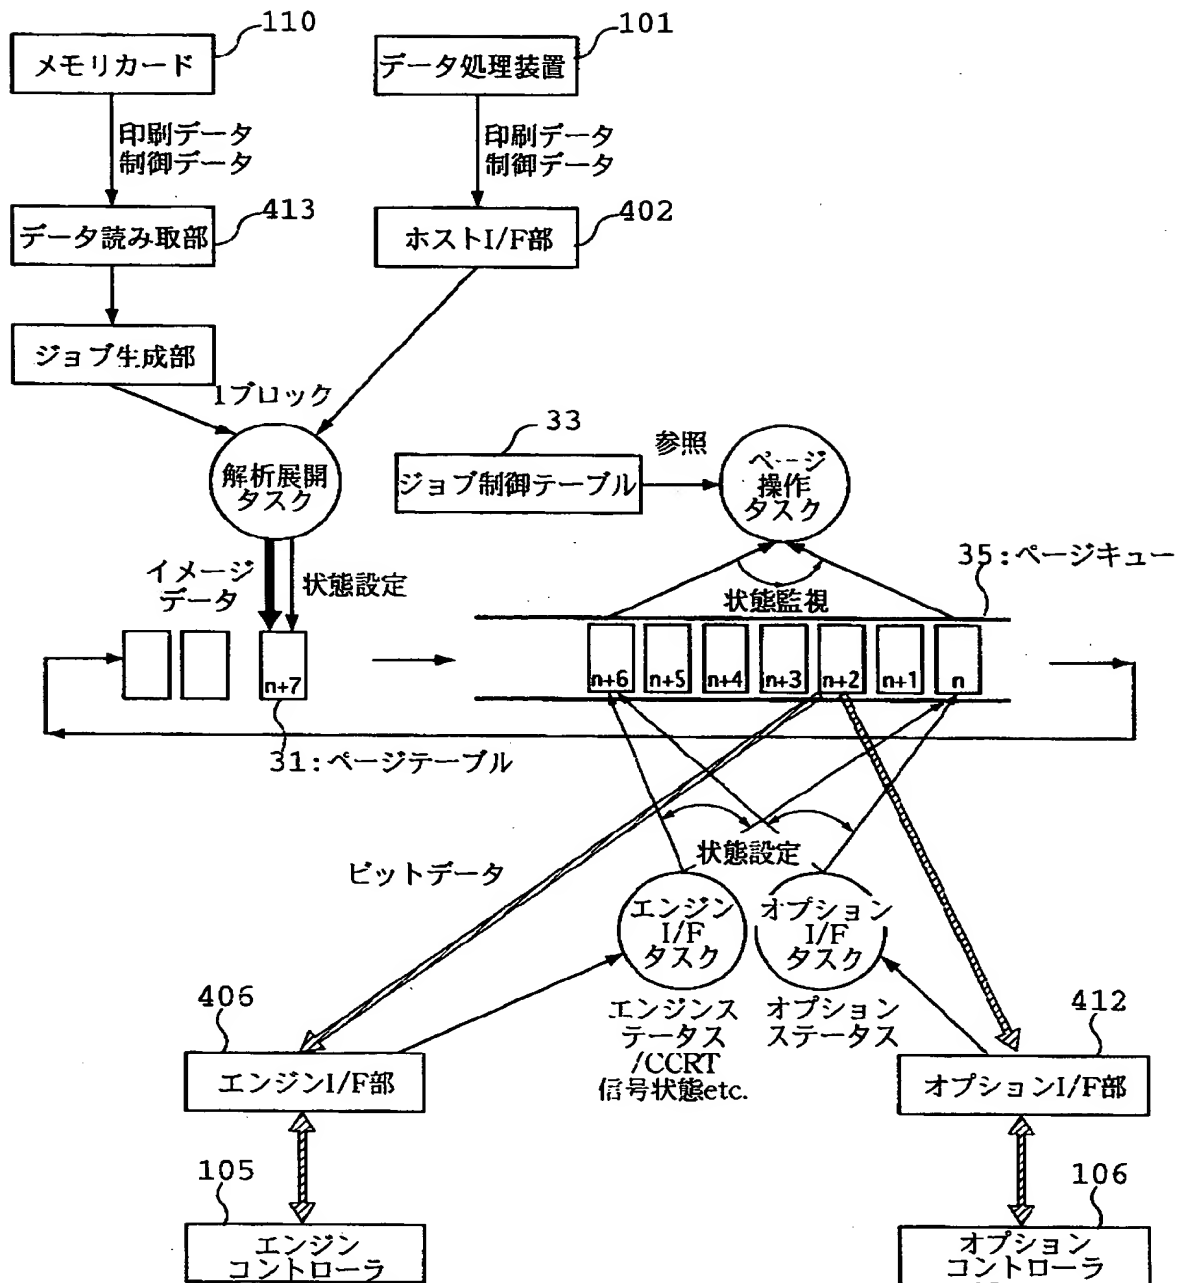 110
メモリカード
101
データ処理装置
印刷データ
制御データ
印刷データ
制御データ
413
データ読み取部
402
ホストI/F部
ジョブ生成部
1ブロック
解析展開
タスク
33
ジョブ制御テーブル
参照
ページ
操作
タスク
イメージ
データ
状態設定
状態監視
35:ページキュー
n+7
n+6
n+5
n+4
n+3
n+2
n+1
n
31:ページテーブル
ビットデータ
状態設定
エンジン
I/F
タスク
オプション
I/F
タスク
エンジンス
テータス
/CCRT
信号状態etc.
オプション
ステータス
406
エンジンI/F部
412
オプションI/F部
105
エンジン
コントローラ
106
オプション
コントローラ